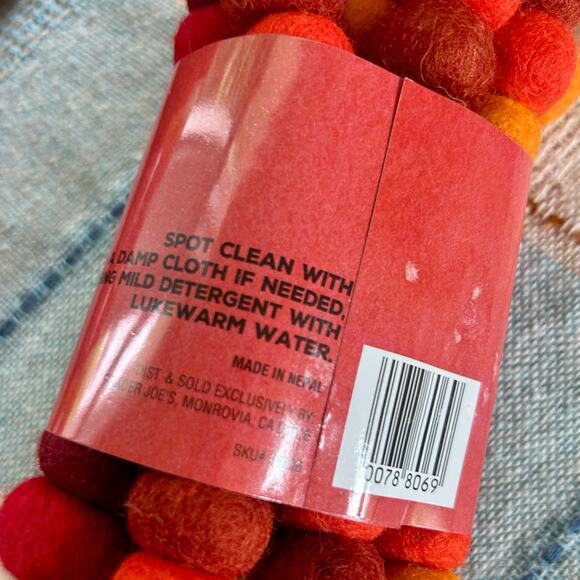 SPOT CLEAN WITH
A DAMP CLOTH IF NEEDED,
MILD DETERGENT WITH
LUKEWARM WATER.
MADE IN NEPAL
DIST. & SOLD EXCLUSIVELY BY:
JOE'S, MONROVIA, CA
SKU#
0078 8069